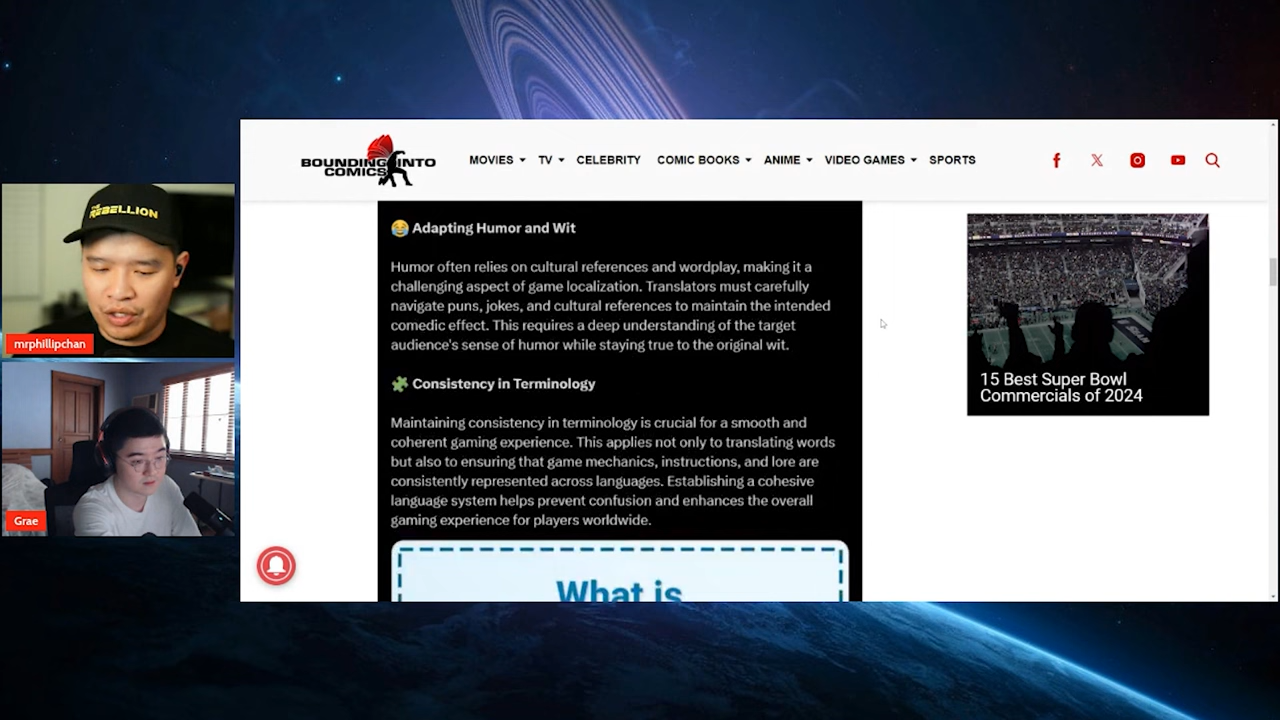 BOUNDING INTO
COMICS
MOVIES TV CELEBRITY COMIC BOOKS ANIME VIDEO GAMES SPORTS
THE
REBELLION
mrphillipchan
Grae
😂 Adapting Humor and Wit
Humor often relies on cultural references and wordplay, making it a
challenging aspect of game localization. Translators must carefully
navigate puns, jokes, and cultural references to maintain the intended
comedic effect. This requires a deep understanding of the target
audience's sense of humor while staying true to the original wit.
🧩 Consistency in Terminology
Maintaining consistency in terminology is crucial for a smooth and
coherent gaming experience. This applies not only to translating words
but also to ensuring that game mechanics, instructions, and lore are
consistently represented across languages. Establishing a cohesive
language system helps prevent confusion and enhances the overall
gaming experience for players worldwide.
What is
15 Best Super Bowl
Commercials of 2024